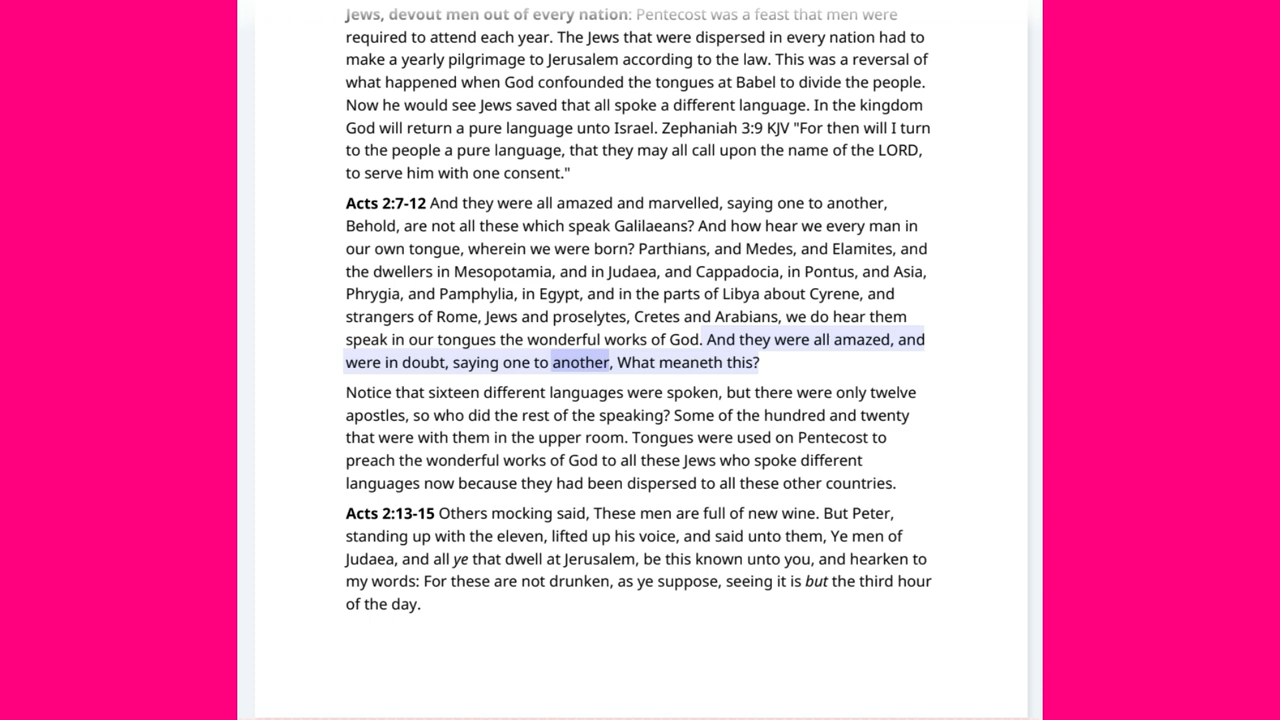 Jews, devout men out of every nation: Pentecost was a feast that men were
required to attend each year. The Jews that were dispersed in every nation had to
make a yearly pilgrimage to Jerusalem according to the law. This was a reversal of
what happened when God confounded the tongues at Babel to divide the people.
Now he would see Jews saved that all spoke a different language. In the kingdom
God will return a pure language unto Israel. Zephaniah 3:9 KJV "For then will I turn
to the people a pure language, that they may all call upon the name of the LORD,
to serve him with one consent."
Acts 2:7-12 And they were all amazed and marvelled, saying one to another,
Behold, are not all these which speak Galilaeans? And how hear we every man in
our own tongue, wherein we were born? Parthians, and Medes, and Elamites, and
the dwellers in Mesopotamia, and in Judaea, and Cappadocia, in Pontus, and Asia,
Phrygia, and Pamphylia, in Egypt, and in the parts of Libya about Cyrene, and
strangers of Rome, Jews and proselytes, Cretes and Arabians, we do hear them
speak in our tongues the wonderful works of God. And they were all amazed, and
were in doubt, saying one to another, What meaneth this?
Notice that sixteen different languages were spoken, but there were only twelve
apostles, so who did the rest of the speaking? Some of the hundred and twenty
that were with them in the upper room. Tongues were used on Pentecost to
preach the wonderful works of God to all these Jews who spoke different
languages now because they had been dispersed to all these other countries.
Acts 2:13-15 Others mocking said, These men are full of new wine. But Peter,
standing up with the eleven, lifted up his voice, and said unto them, Ye men of
Judaea, and all ye that dwell at Jerusalem, be this known unto you, and hearken to
my words: For these are not drunken, as ye suppose, seeing it is but the third hour
of the day.